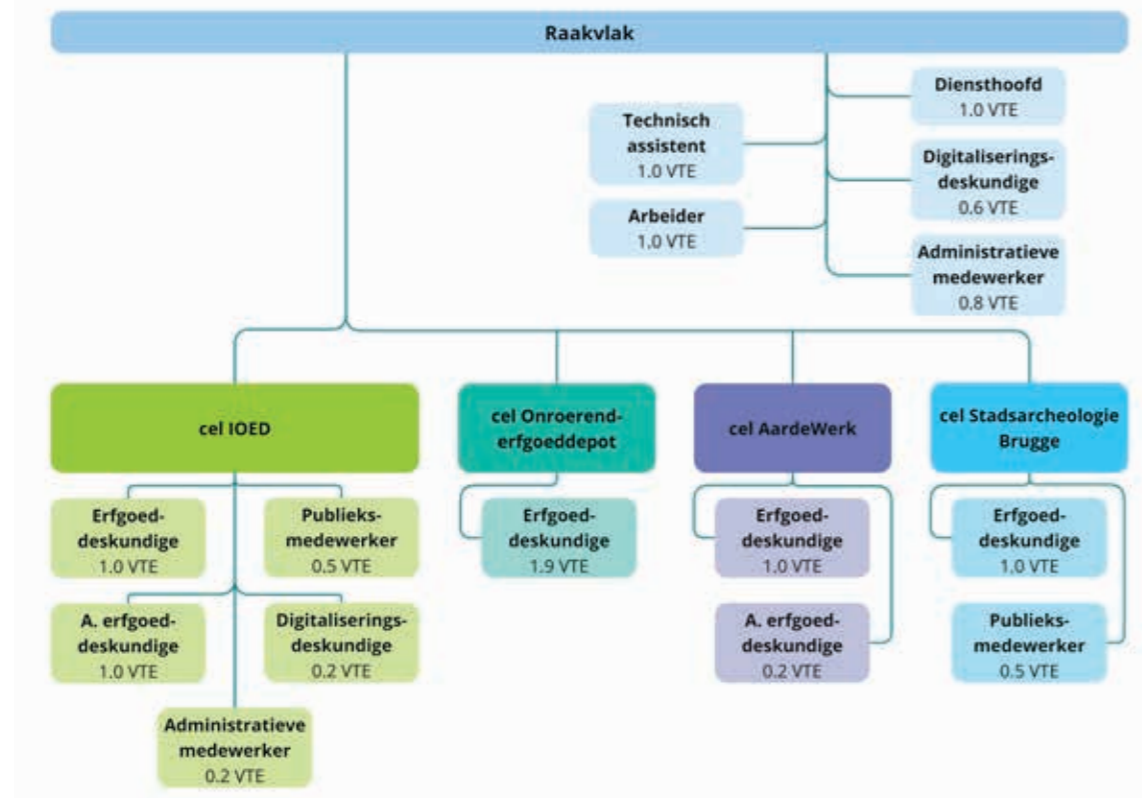 Raakvlak
Diensthoofd
1.0 VTE
Technisch
assistent
1.0 VTE
Digitaliserings-
deskundige
0.6 VTE
Arbeider
1.0 VTE
Administratieve
medewerker
0.8 VTE
cel IOED
cel Onroerend-
erfgoeddepot
cel AardeWerk
cel Stadsarcheologie
Brugge
Erfgoed-
deskundige
1.0 VTE
Publieks-
medewerker
0.5 VTE
A. erfgoed-
deskundige
1.0 VTE
Digitaliserings-
deskundige
0.2 VTE
Administratieve
medewerker
0.2 VTE
Erfgoed-
deskundige
1.9 VTE
Erfgoed-
deskundige
1.0 VTE
A. erfgoed-
deskundige
0.2 VTE
Erfgoed-
deskundige
1.0 VTE
Publieks-
medewerker
0.5 VTE